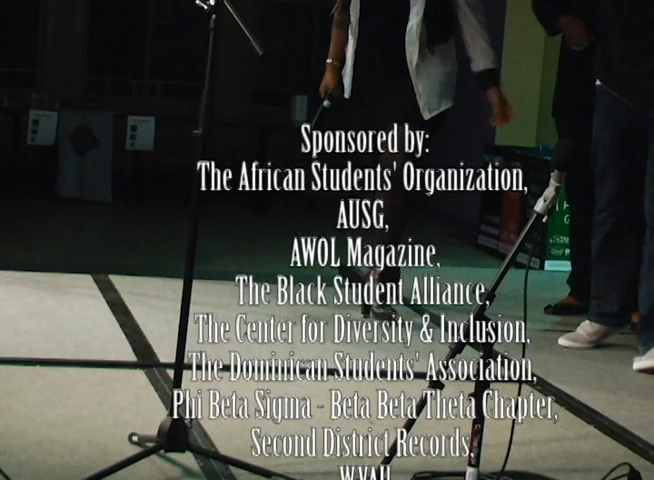 Sponsored by:
The African Students' Organization,
AUSG,
AWOL Magazine,
The Black Student Alliance,
The Center for Diversity & Inclusion,
The Dominican Students' Association,
Phi Beta Sigma - Beta Beta Theta Chapter,
Second District Records,